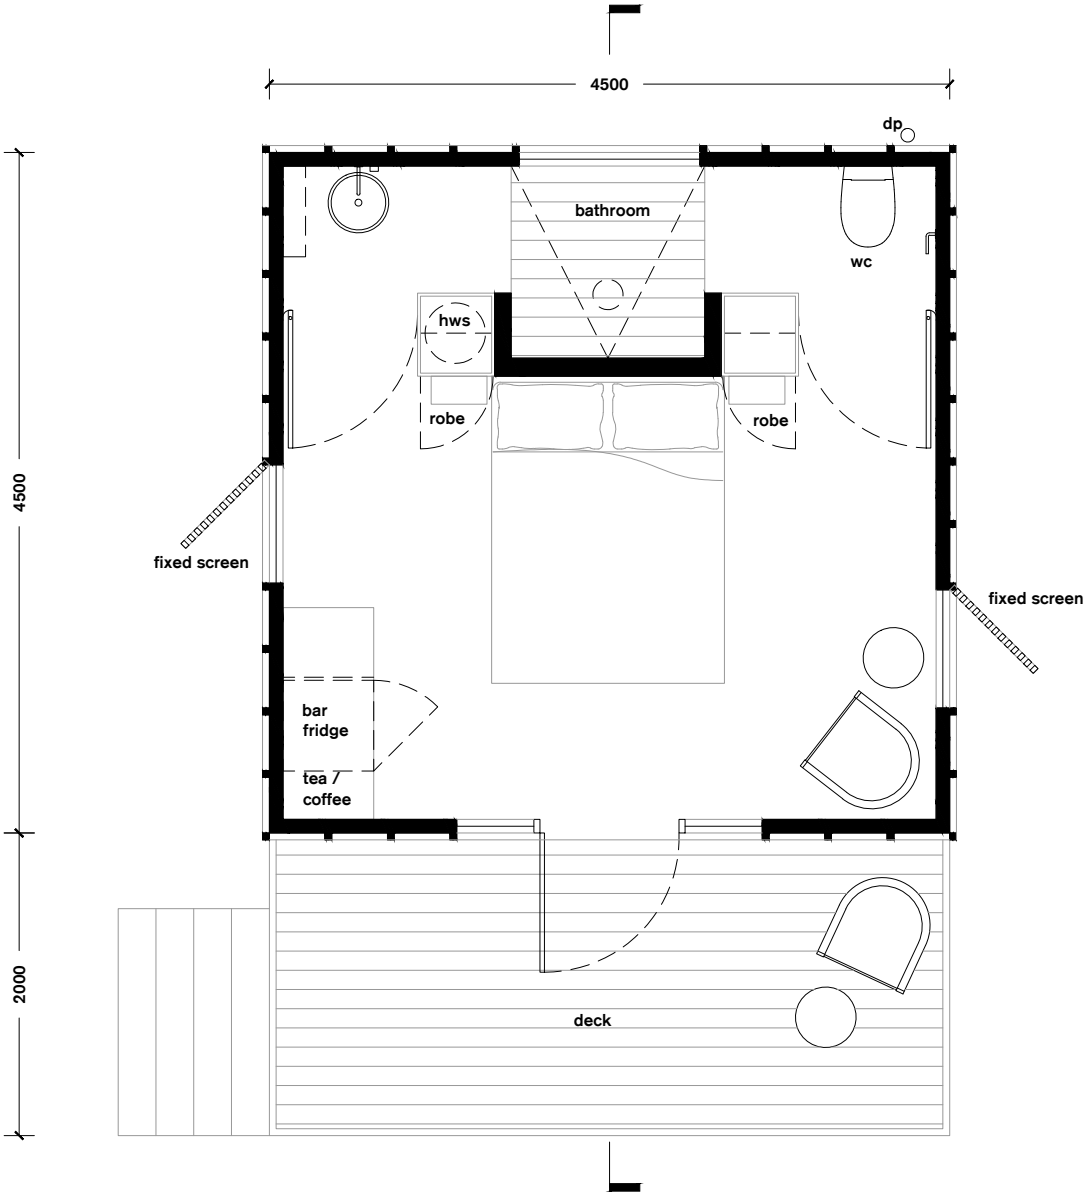 4500
dp
bathroom
wc
hws
robe
robe
4500
fixed screen
fixed screen
bar
fridge
tea /
coffee
2000
deck